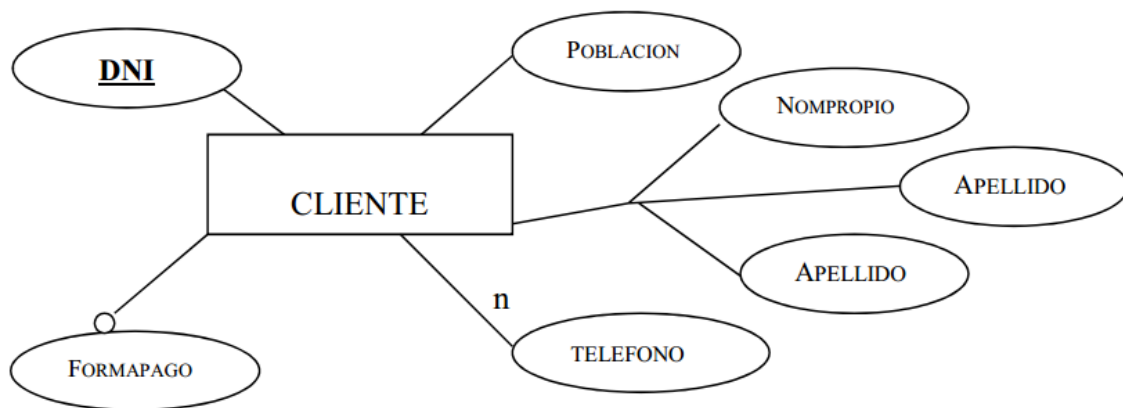 DNI
POBLACION
NOMPROPIO
APELLIDO
CLIENTE
APELLIDO
n
TELEFONO
FORMAPAGO